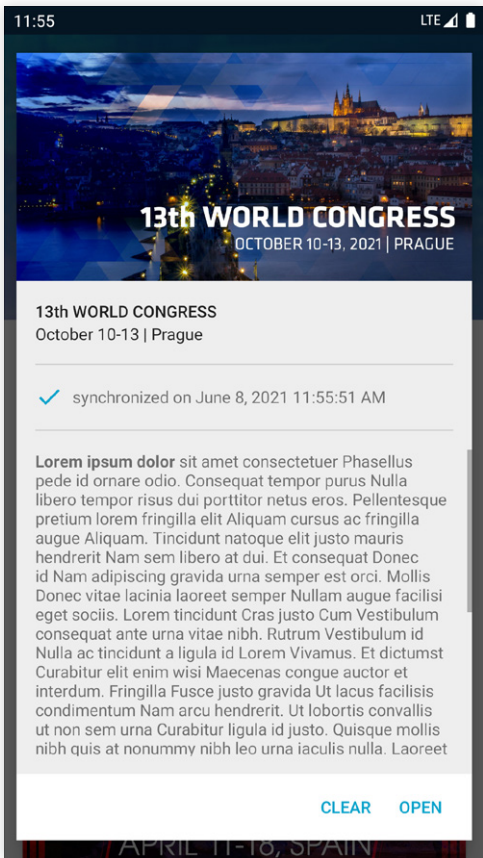 11:55
LTE
13th WORLD CONGRESS
OCTOBER 10-13, 2021 | PRAGUE
13th WORLD CONGRESS
October 10-13 | Prague
synchronized on June 8, 2021 11:55:51 AM
Lorem ipsum dolor sit amet consectetuer Phasellus
pede id ornare odio. Consequat tempor purus Nulla
libero tempor risus dui porttitor netus eros. Pellentesque
pretium lorem fringilla elit Aliquam cursus ac fringilla
augue Aliquam. Tincidunt natoque elit justo mauris
hendrerit Nam sem libero at dui. Et consequat Donec
id Nam adipiscing gravida urna semper est orci. Mollis
Donec vitae lacinia laoreet semper Nullam augue facilisi
eget sociis. Lorem tincidunt Cras justo Cum Vestibulum
consequat ante urna vitae nibh. Rutrum Vestibulum id
Nulla ac tincidunt a ligula id Lorem Vivamus. Et dictumst
Curabitur elit enim wisi Maecenas congue auctor et
interdum. Fringilla Fusce justo gravida Ut lacus facilisis
condimentum Nam arcu hendrerit. Ut lobortis convallis
ut non sem urna Curabitur ligula id justo. Quisque mollis
nibh quis at nonummy nibh leo urna iaculis nulla. Laoreet
CLEAR OPEN
APRIL 11-18, SPAIN